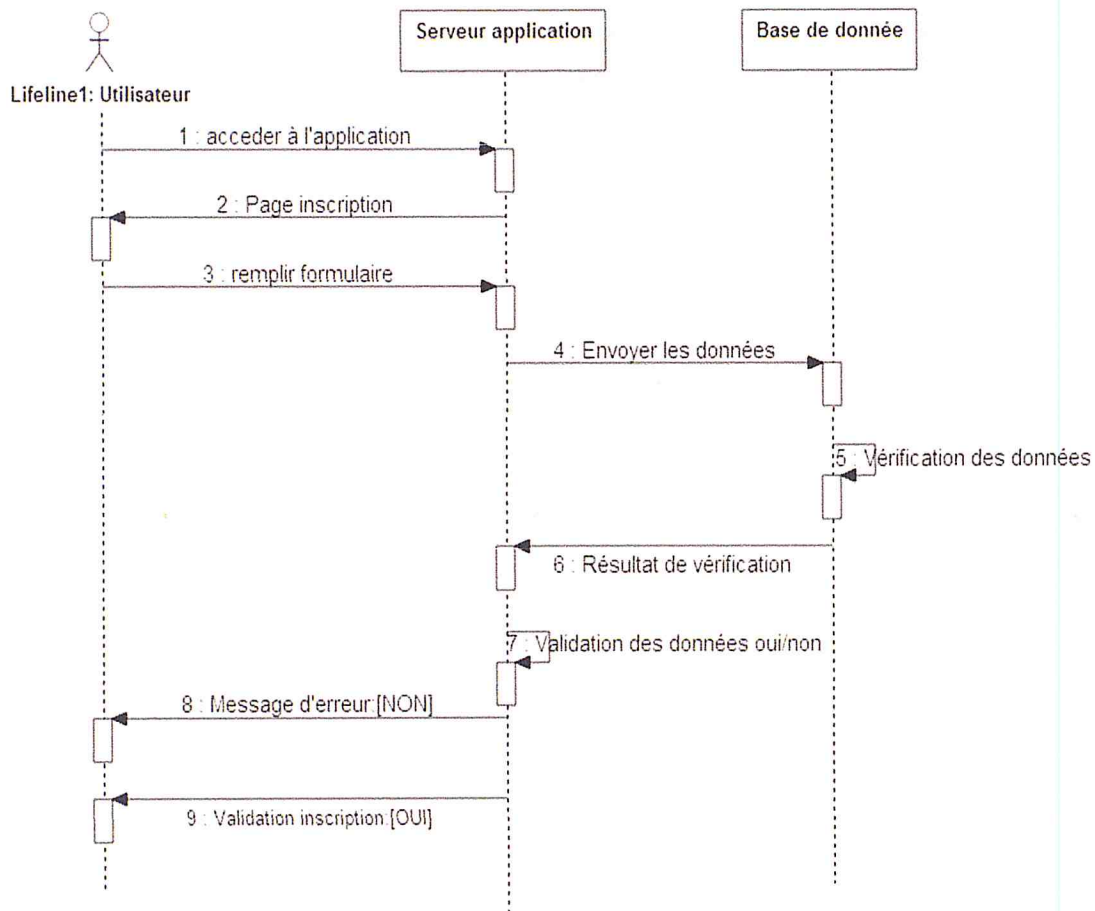 Serveur application
Base de donnée
Lifeline1: Utilisateur
1 : acceder à l'application
2 : Page inscription
3 : remplir formulaire
4 : Envoyer les données
5 : Vérification des données
6 : Résultat de vérification
7 : Validation des données oui/non
8 : Message d'erreur:[NON]
9 : Validation inscription:[OUI]